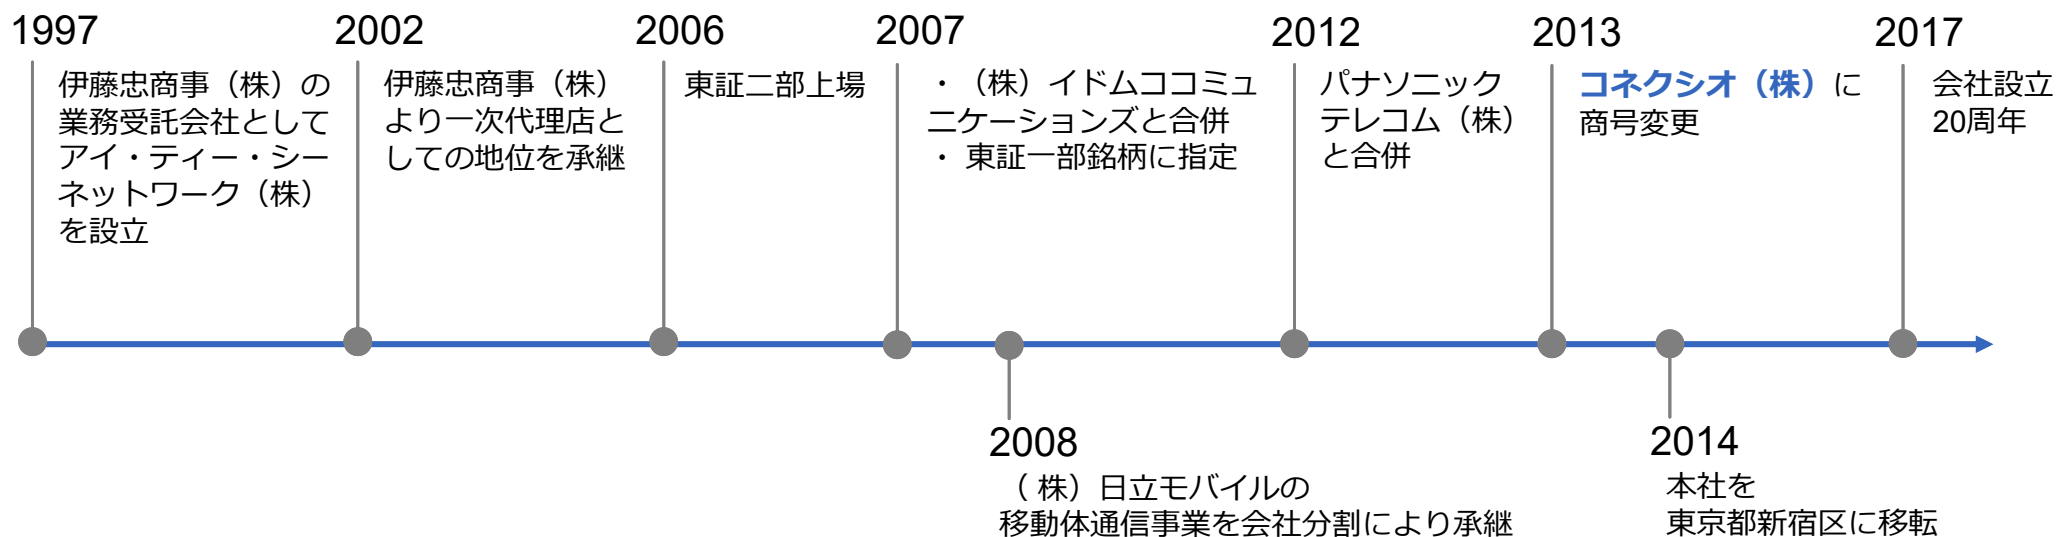 1997
伊藤忠商事（株）の
業務受託会社として
アイ・ティー・シー
ネットワーク（株）
を設立
2002
伊藤忠商事（株）
より一次代理店と
しての地位を承継
2006
東証二部上場
2007
・（株）イドムココミュ
ニケーションズと合併
・ 東証一部銘柄に指定
2008
（ 株）日立モバイルの
移動体通信事業を会社分割により承継
2012
パナソニック
テレコム（株）
と合併
2013
コネクシオ（株）に
商号変更
2014
本社を
東京都新宿区に移転
2017
会社設立
20周年